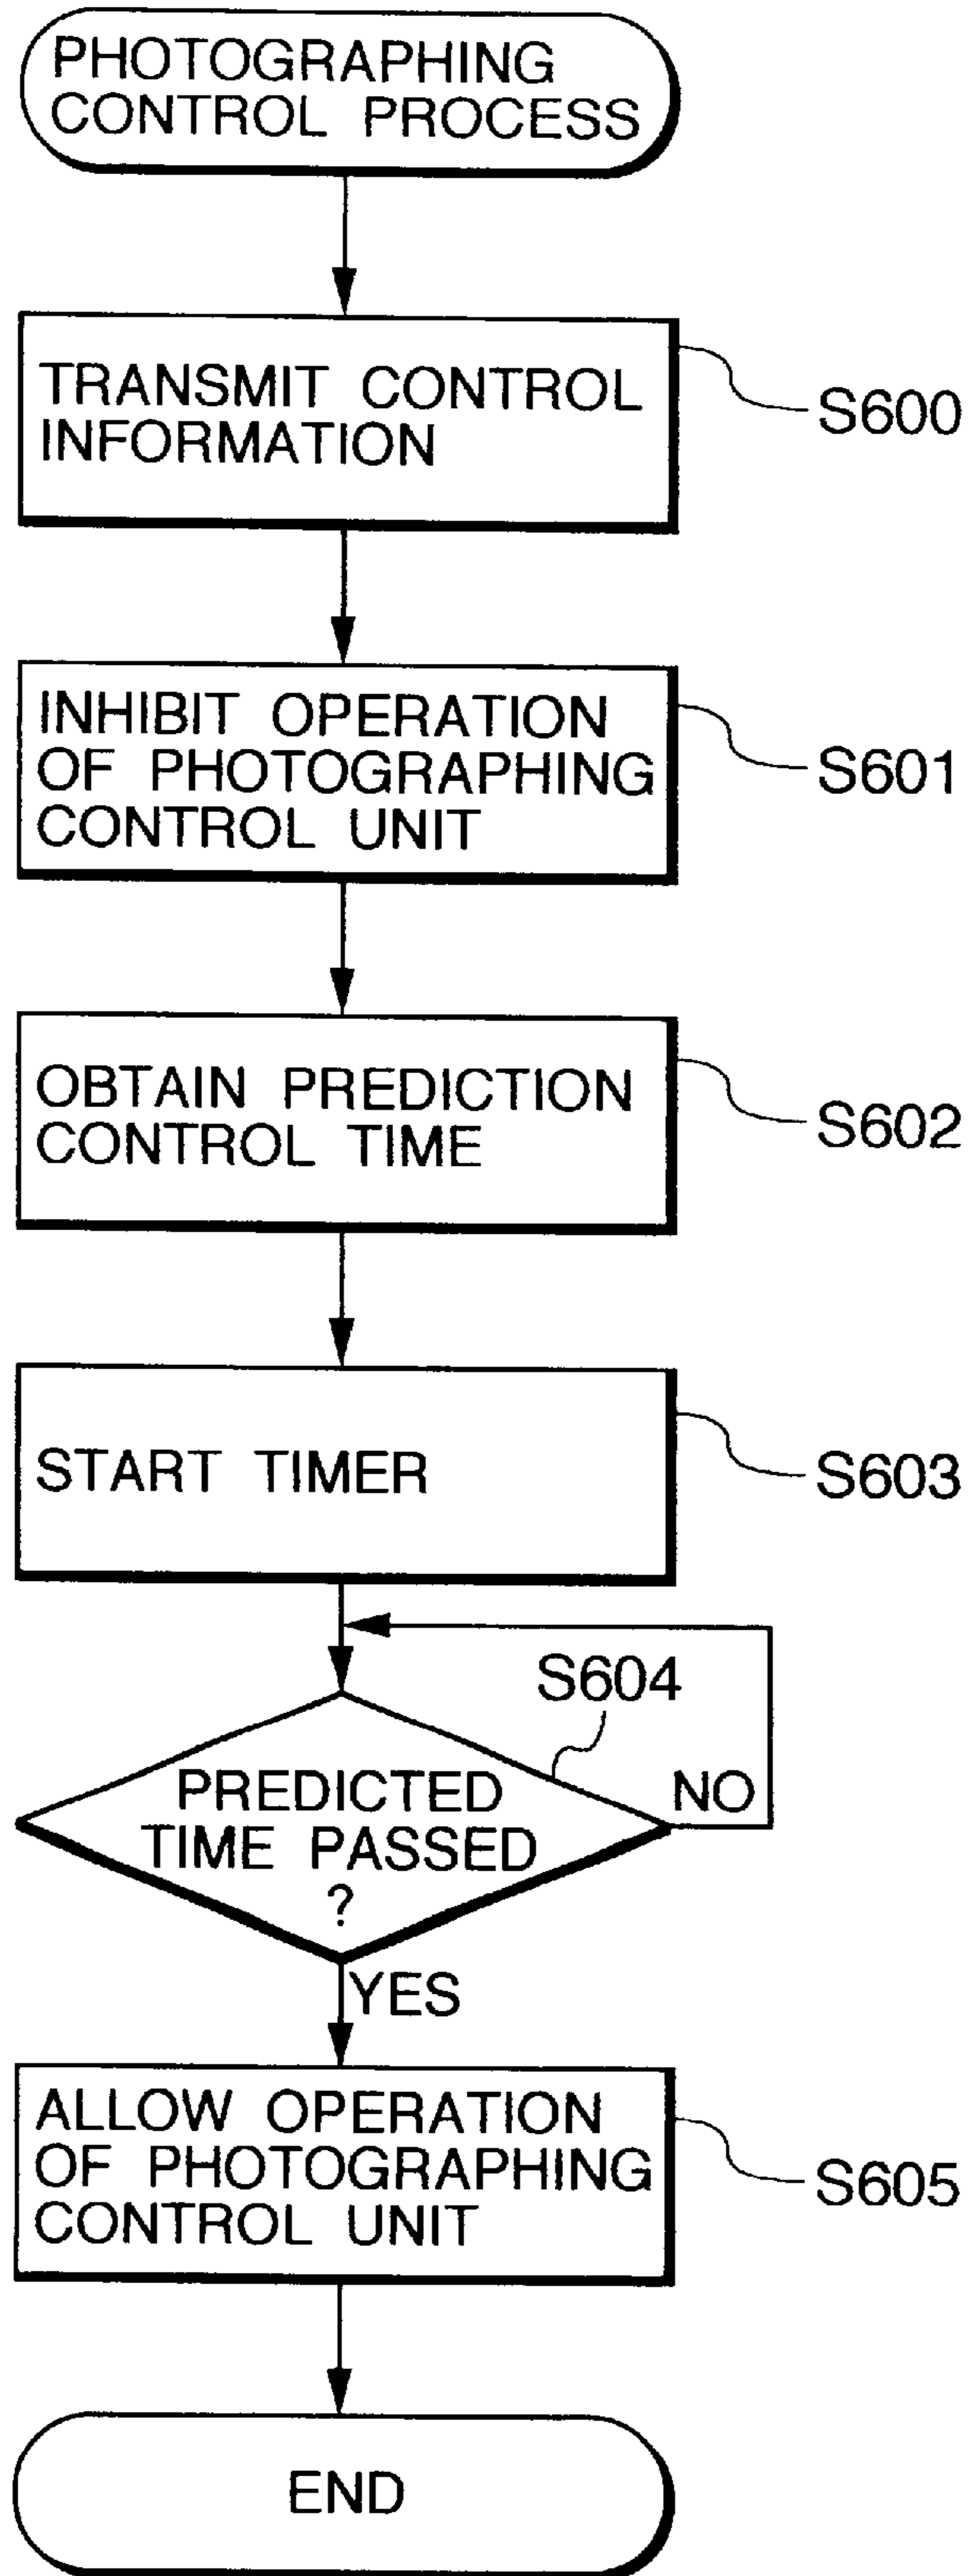 PHOTOGRAPHING
CONTROL PROCESS
TRANSMIT CONTROL
INFORMATION
S600
INHIBIT OPERATION
OF PHOTOGRAPHING
CONTROL UNIT
S601
OBTAIN PREDICTION
CONTROL TIME
S602
START TIMER
S603
S604
PREDICTED
TIME PASSED
?
NO
YES
ALLOW OPERATION
OF PHOTOGRAPHING
CONTROL UNIT
S605
END